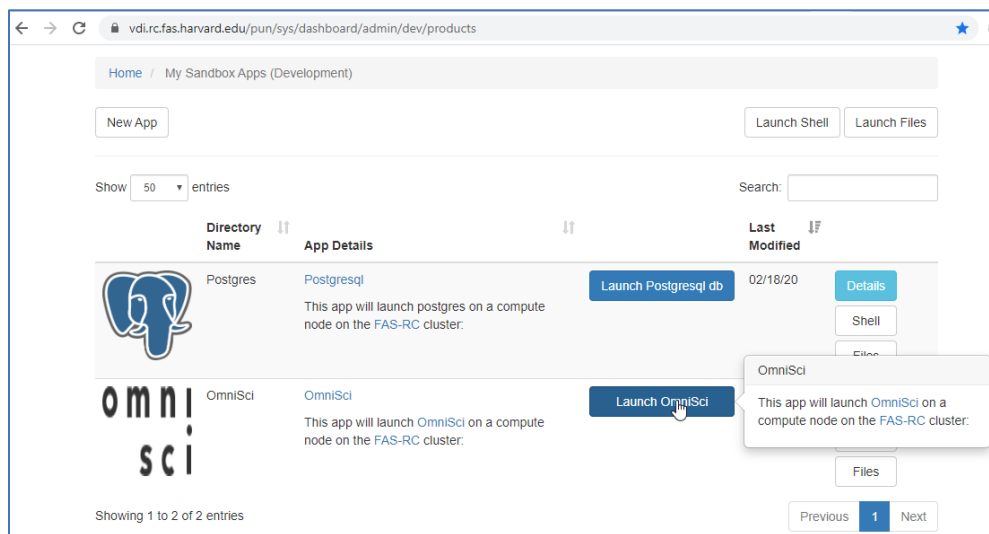 vdi.rc.fas.harvard.edu/pun/sys/dashboard/admin/dev/products
Home / My Sandbox Apps (Development)
New App
Launch Shell
Launch Files
Show 50 entries
Search:
Directory Name
App Details
Last Modified
Postgres
Postgresql
This app will launch postgres on a compute
node on the FAS-RC cluster:
Launch Postgresql db
02/18/20
Details
Shell
Files
omni
sci
OmniSci
OmniSci
This app will launch OmniSci on a compute
node on the FAS-RC cluster:
Launch OmniSci
OmniSci
This app will launch OmniSci on a
compute node on the FAS-RC cluster:
Files
Showing 1 to 2 of 2 entries
Previous 1 Next